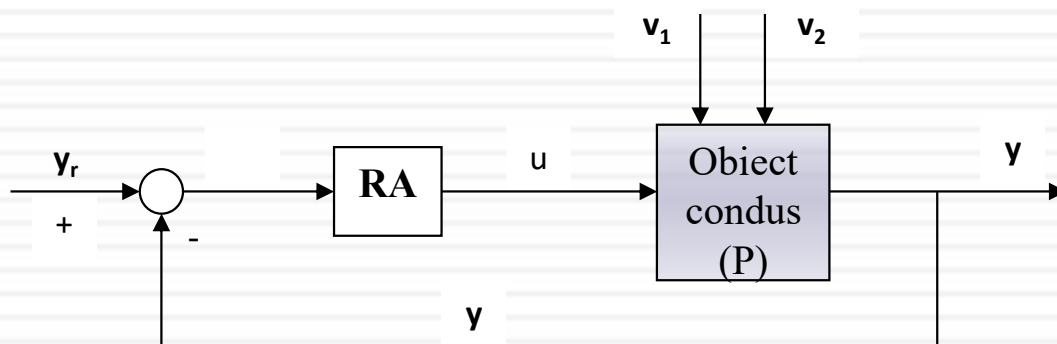 v₁
v₂
yᵣ
+
-
RA
u
Obiect
condus
(P)
y
y